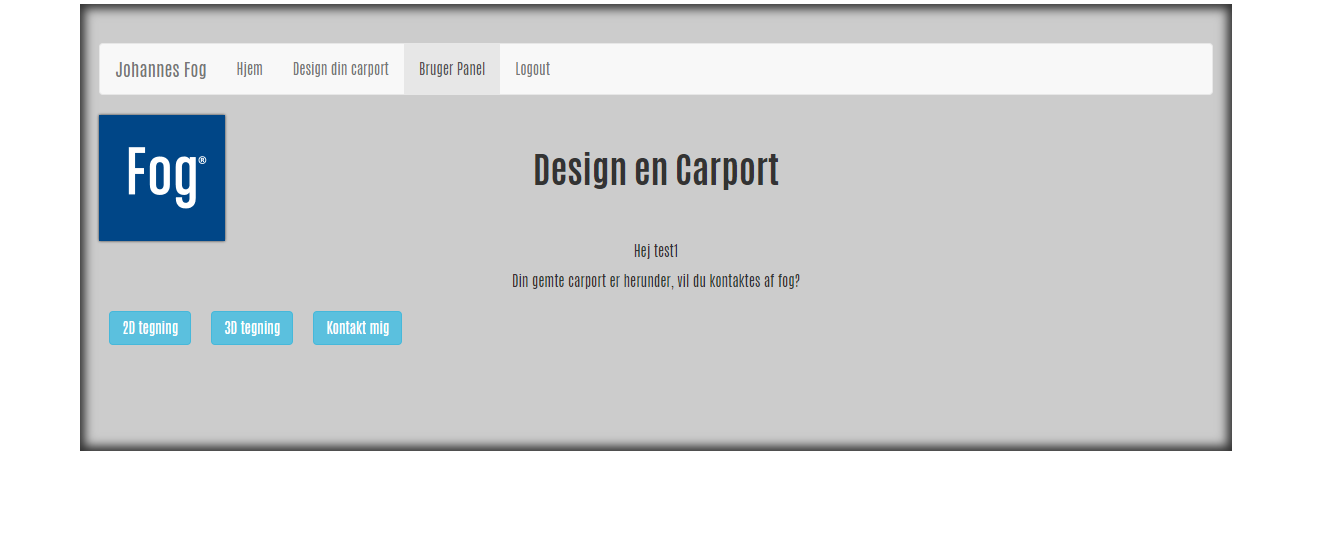 Johannes Fog Hjem Design din carport Bruger Panel Logout
Fog®
Design en Carport
Hej test1
Din gemte carport er herunder, vil du kontaktes af fog?
2D tegning 3D tegning Kontakt mig